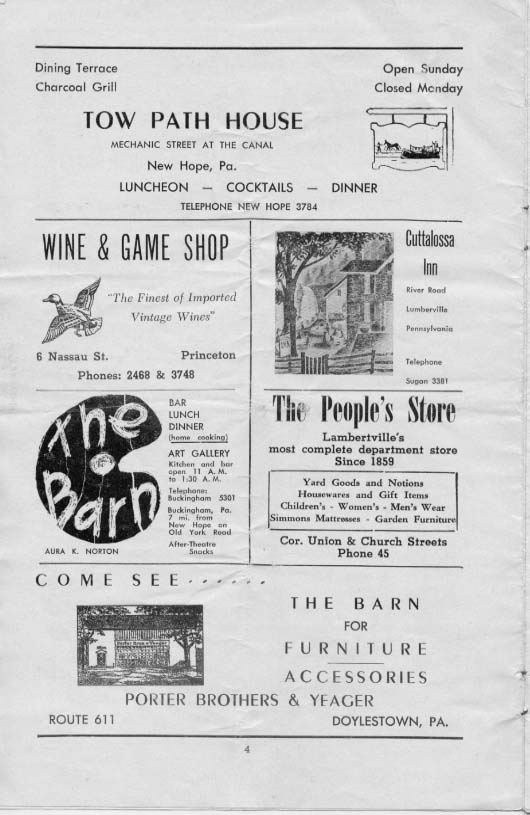 Dining Terrace
Charcoal Grill
Open Sunday
Closed Monday
TOW PATH HOUSE
MECHANIC STREET AT THE CANAL
New Hope, Pa.
LUNCHEON — COCKTAILS — DINNER
TELEPHONE NEW HOPE 3784
WINE & GAME SHOP
"The Finest of Imported
Vintage Wines"
6 Nassau St. Princeton
Phones: 2468 & 3748
Cuttalossa
Inn
River Road
Lumberville
Pennsylvania
Telephone
Sugan 3381
The Barn
AURA K. NORTON
BAR
LUNCH
DINNER
(home cooking)
ART GALLERY
Kitchen and bar
open 11 A. M.
to 1:30 A. M.
Telephone:
Buckingham 5301
Buckingham, Pa.
7 mi. from
New Hope on
Old York Road
After-Theatre
Snacks
The People's Store
Lambertville's
most complete department store
Since 1859
Yard Goods and Notions
Housewares and Gift Items
Children's - Women's - Men's Wear
Simmons Mattresses - Garden Furniture
Cor. Union & Church Streets
Phone 45
COME SEE......
THE BARN
FOR
FURNITURE
ACCESSORIES
PORTER BROTHERS & YEAGER
ROUTE 611
DOYLESTOWN, PA.
4